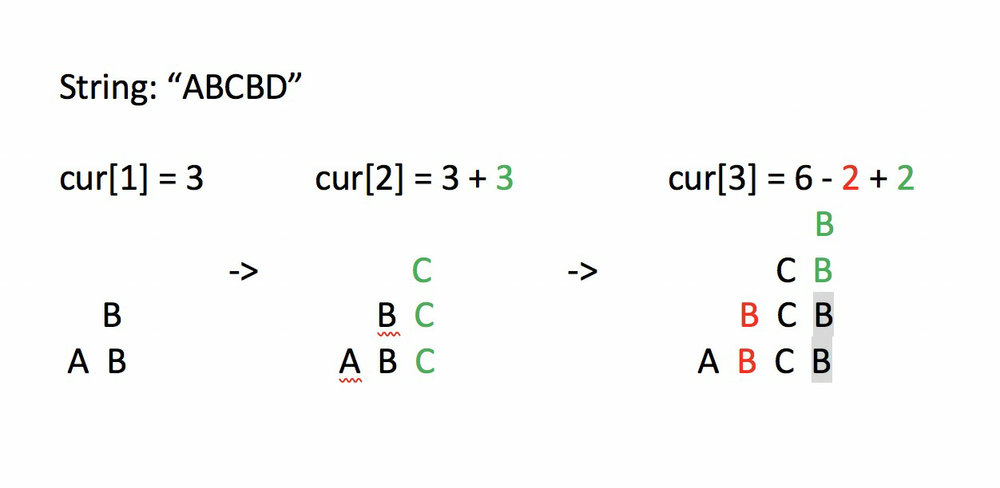 String: “ABCBD”
cur[1] = 3 cur[2] = 3 + 3 cur[3] = 6 - 2 + 2
B
-> C -> C B
B B C B C B
A B A B C A B C B